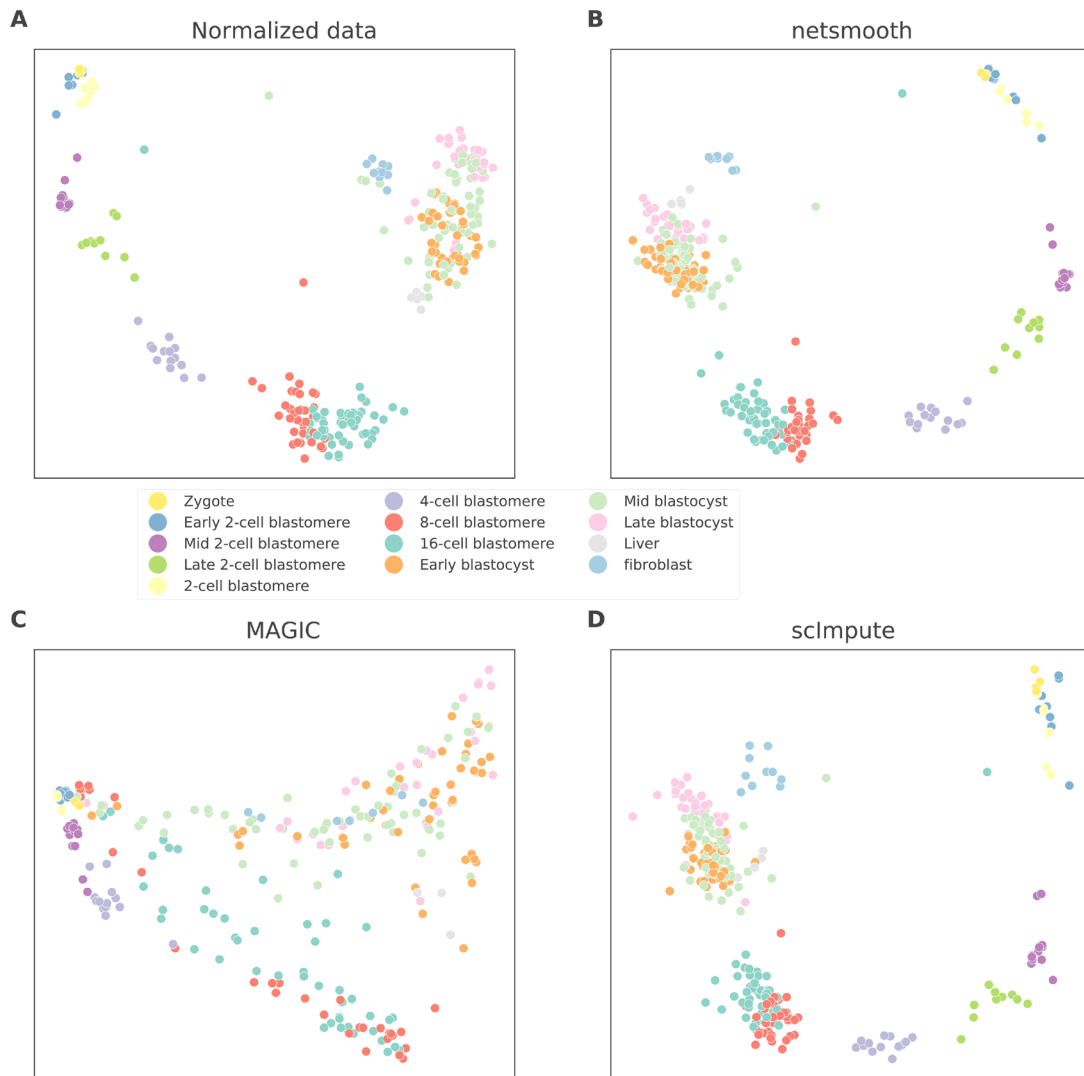 A
Normalized data
B
netsmooth
Zygote
Early 2-cell blastomere
Mid 2-cell blastomere
Late 2-cell blastomere
2-cell blastomere
4-cell blastomere
8-cell blastomere
16-cell blastomere
Early blastocyst
Mid blastocyst
Late blastocyst
Liver
fibroblast
C
MAGIC
D
scImpute